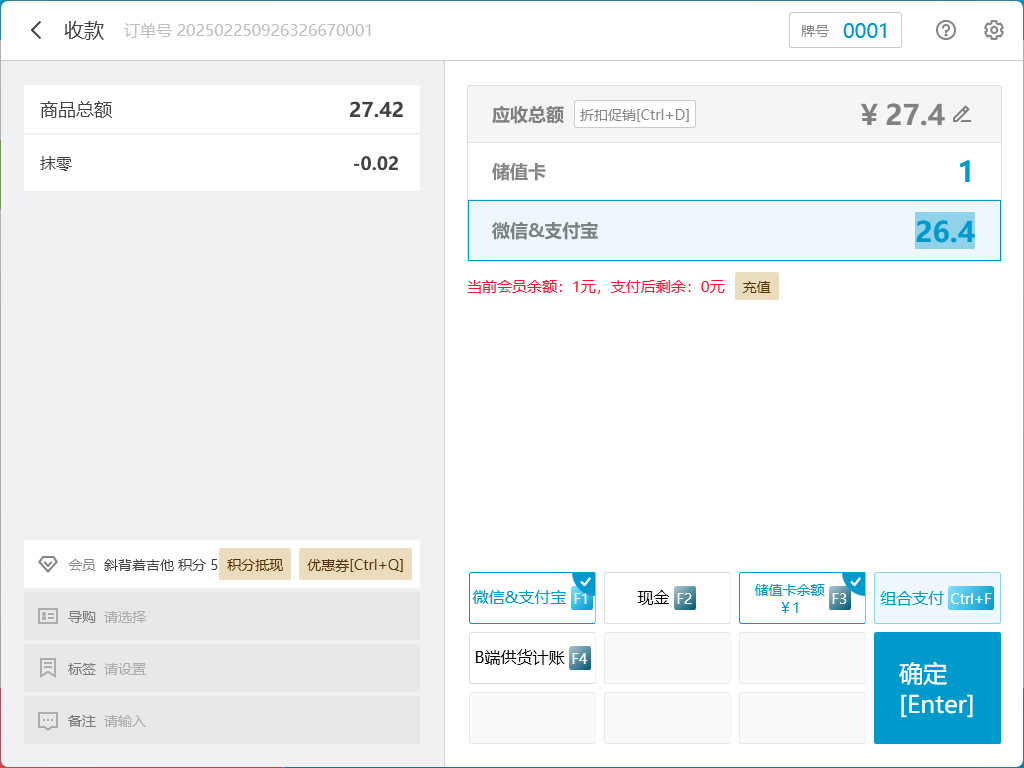 收款 订单号 202502250926326670001 牌号 0001
商品总额 27.42
抹零 -0.02
会员 斜背着吉他 积分 5 积分抵现 优惠券[Ctrl+Q]
导购 请选择
标签 请设置
备注 请输入
应收总额 折扣促销[Ctrl+D] ¥ 27.4
储值卡 1
微信&支付宝 26.4
当前会员余额：1元，支付后剩余：0元 充值
微信&支付宝 F1 现金 F2 储值卡余额 F3 组合支付 Ctrl+F
¥ 1
B端供货计账 F4
确定
[Enter]